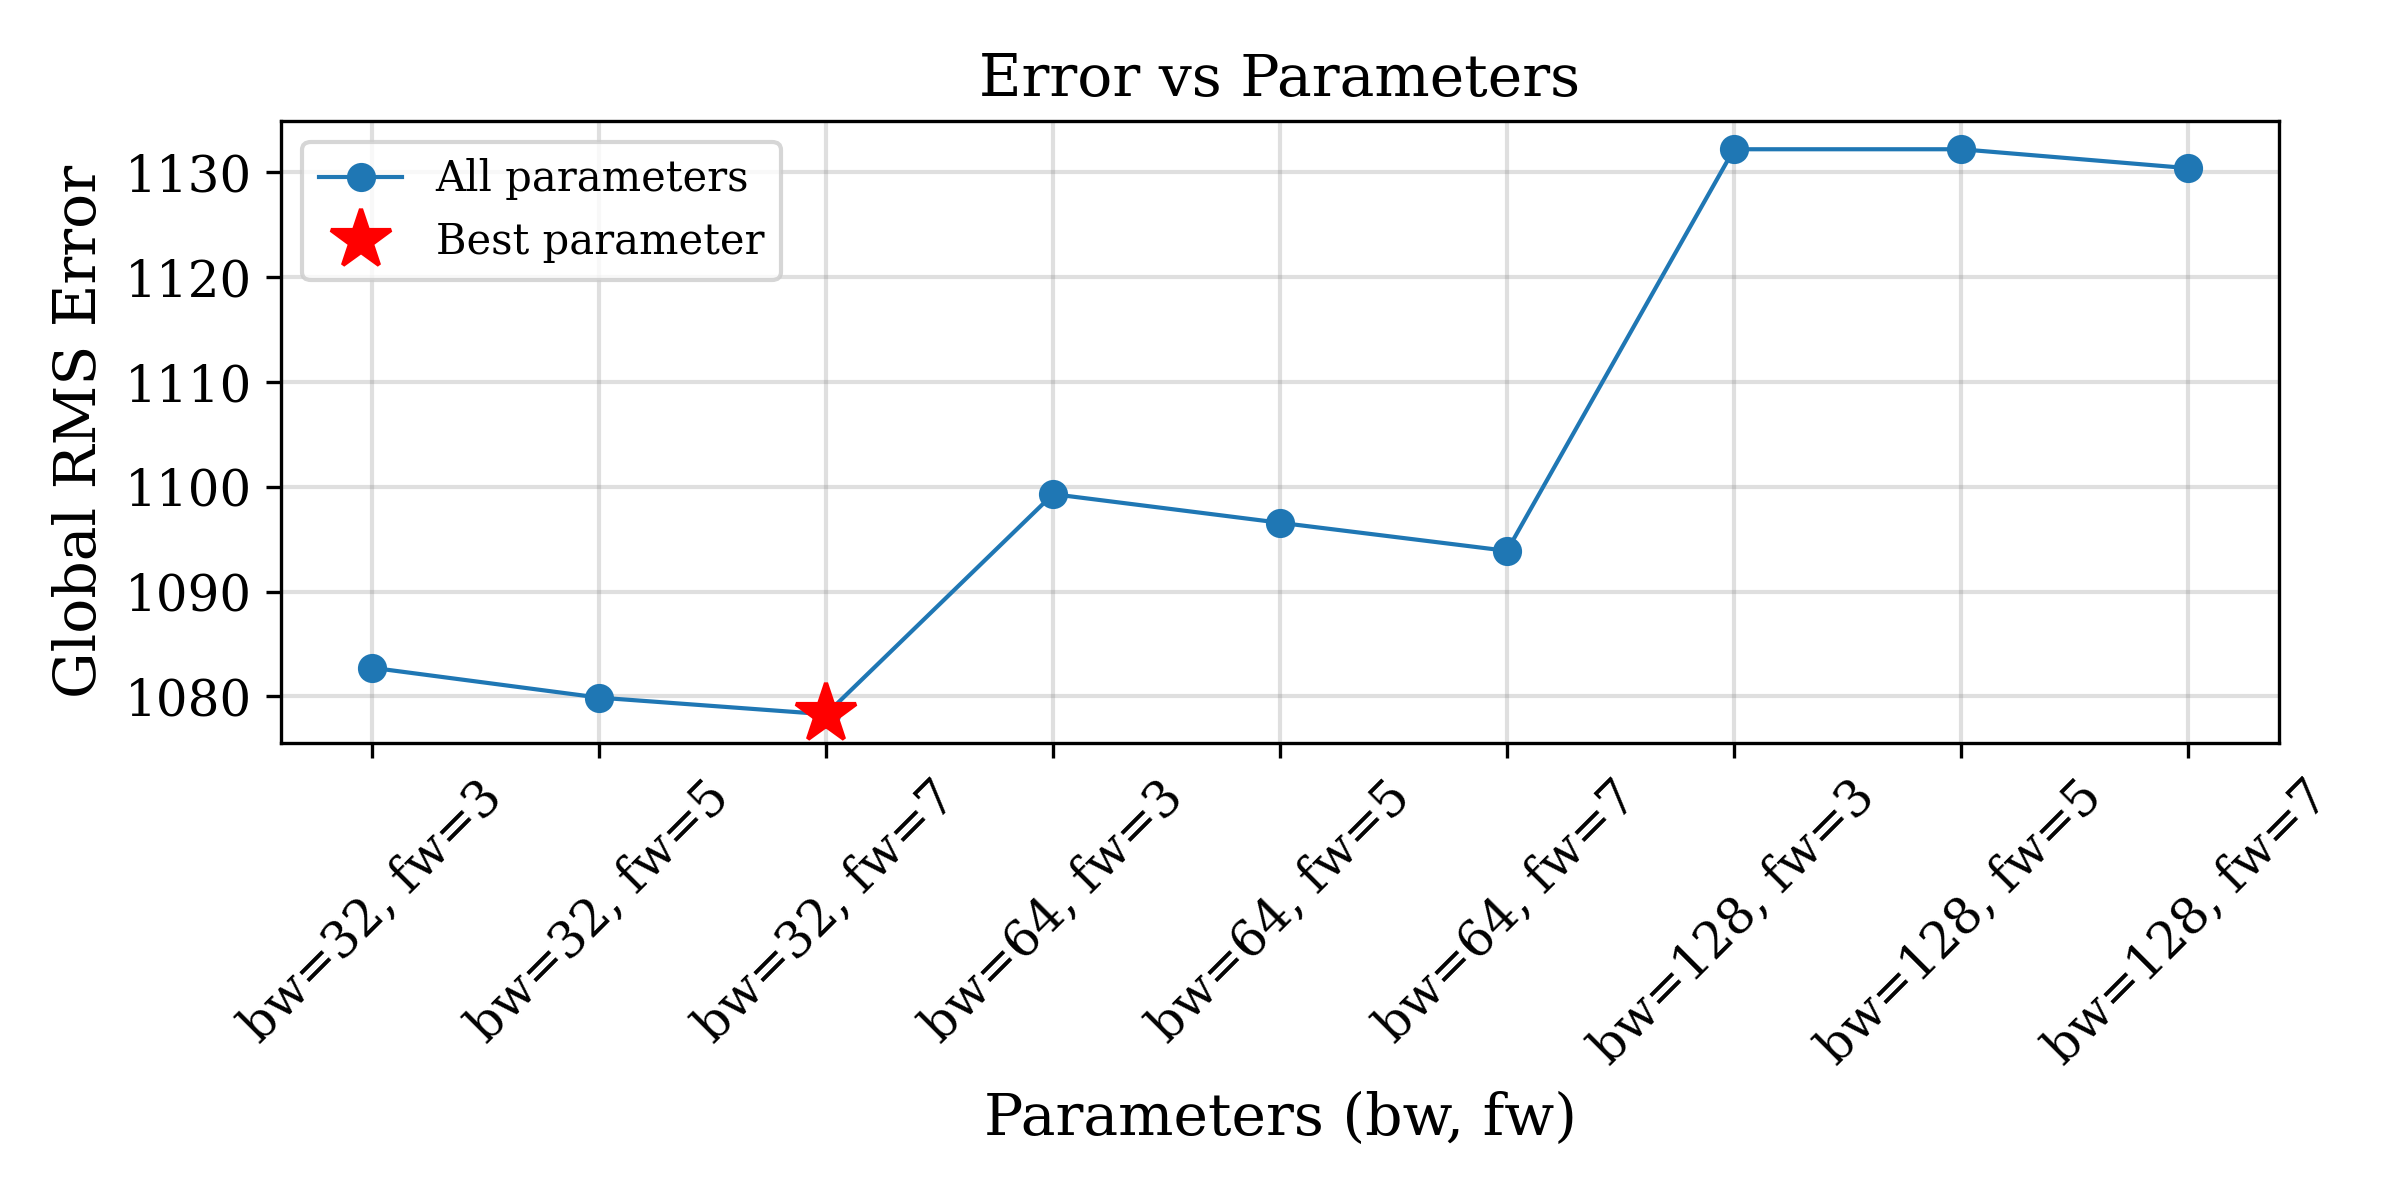 Error vs Parameters
All parameters
Best parameter
Global RMS Error
1130
1120
1110
1100
1090
1080
bw=32, fw=3
bw=32, fw=5
bw=32, fw=7
bw=64, fw=3
bw=64, fw=5
bw=64, fw=7
bw=128, fw=3
bw=128, fw=5
bw=128, fw=7
Parameters (bw, fw)